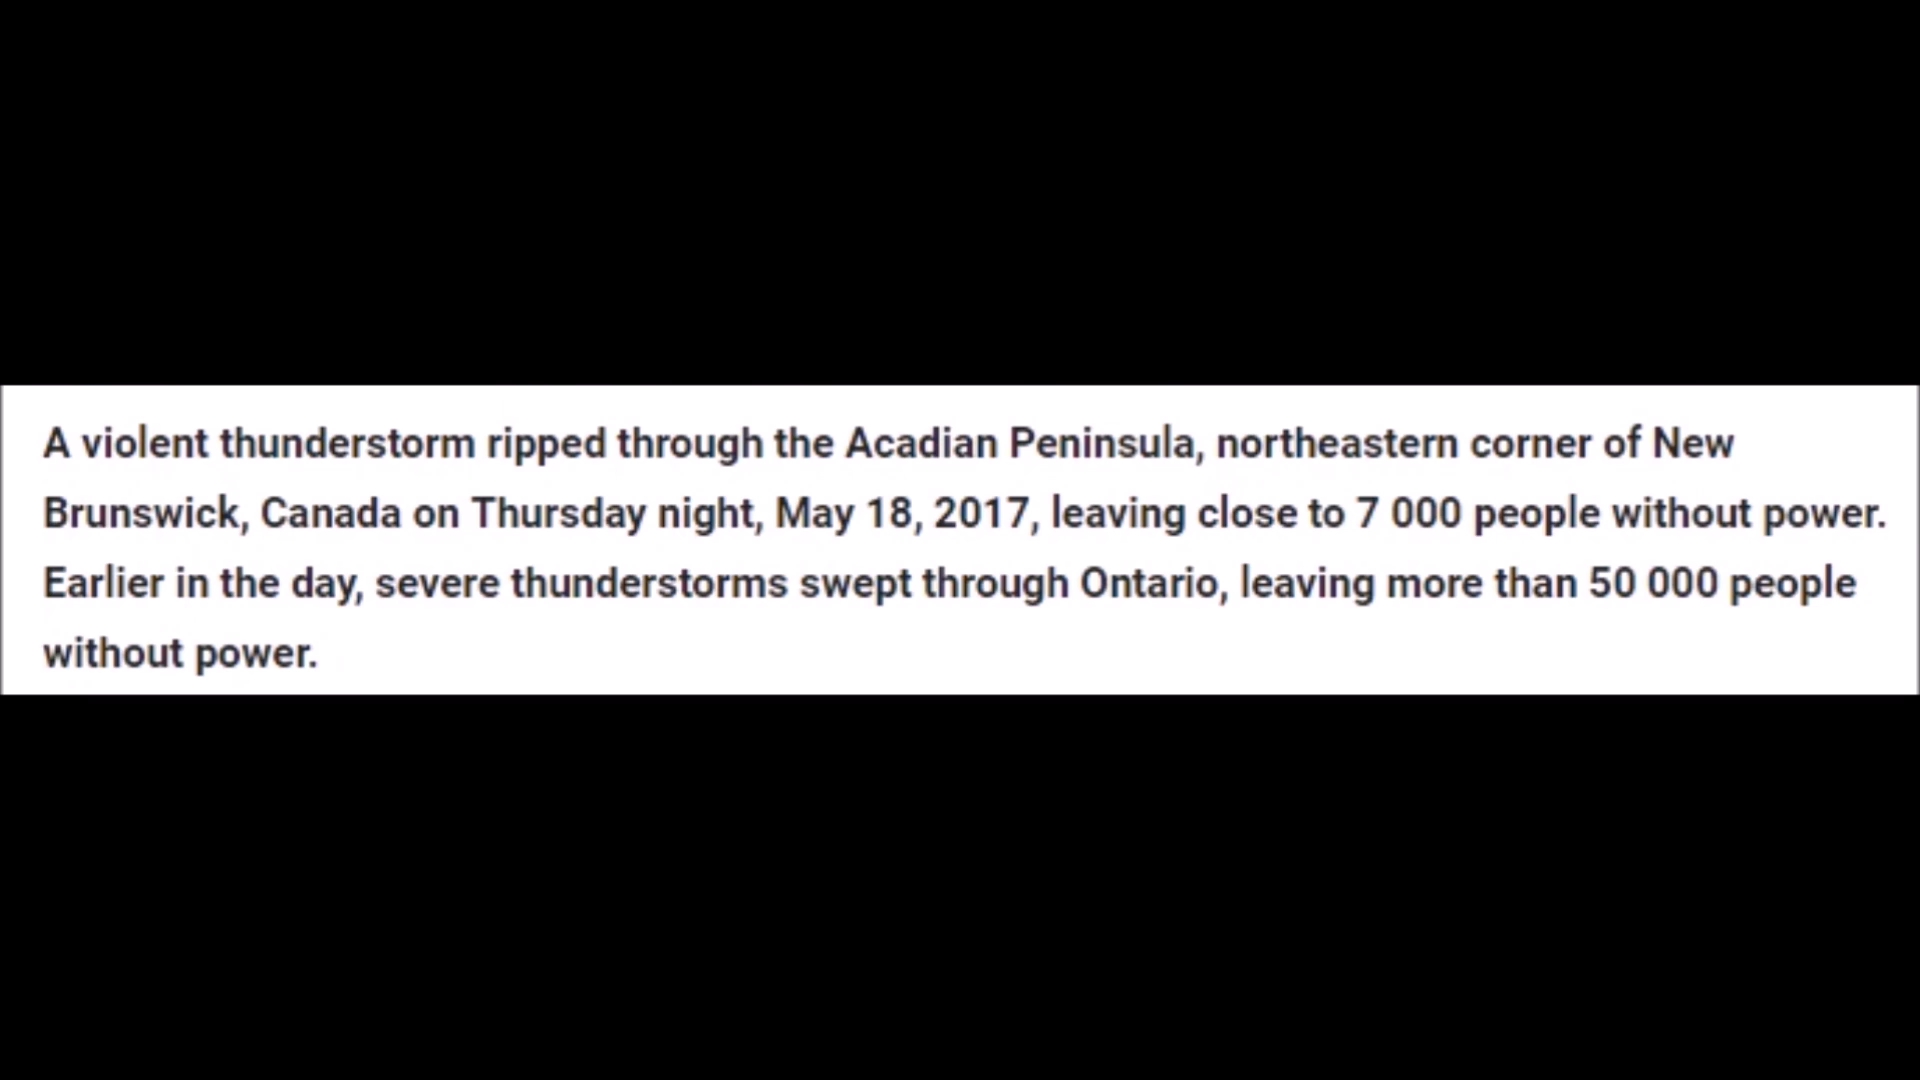 A violent thunderstorm ripped through the Acadian Peninsula, northeastern corner of New
Brunswick, Canada on Thursday night, May 18, 2017, leaving close to 7 000 people without power.
Earlier in the day, severe thunderstorms swept through Ontario, leaving more than 50 000 people
without power.